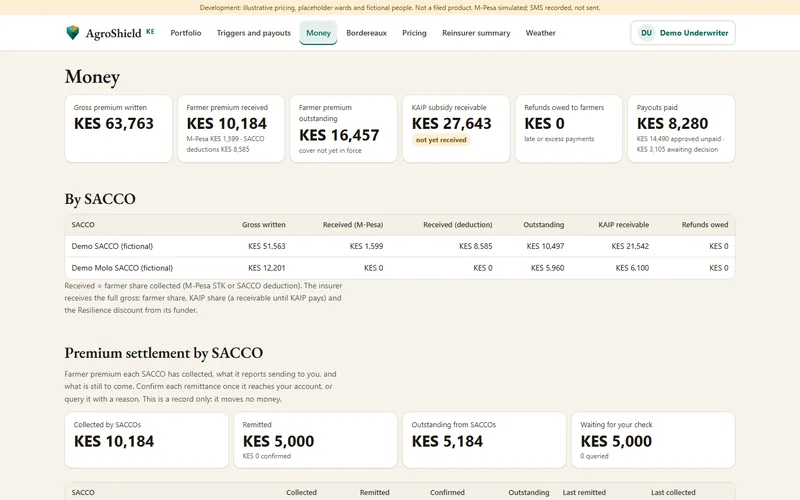 Development: illustrative pricing, placeholder wards and fictional people. Not a filed product. M-Pesa simulated; SMS recorded, not sent.
AgroShield KE
Portfolio
Triggers and payouts
Money
Bordereaux
Pricing
Reinsurer summary
Weather
DU Demo Underwriter
Money
Gross premium written
KES 63,763
Farmer premium received
KES 10,184
M-Pesa KES 1,599 · SACCO
deductions KES 8,585
Farmer premium
outstanding
KES 16,457
cover not yet in force
KAIP subsidy receivable
KES 27,643
not yet received
Refunds owed to farmers
KES 0
late or excess payments
Payouts paid
KES 8,280
KES 14,490 approved unpaid ·
KES 3,105 awaiting decision
By SACCO
SACCO Gross written Received (M-Pesa) Received (deduction) Outstanding KAIP receivable Refunds owed
Demo SACCO (fictional) KES 51,563 KES 1,599 KES 8,585 KES 10,497 KES 21,542 KES 0
Demo Molo SACCO (fictional) KES 12,201 KES 0 KES 0 KES 5,960 KES 6,100 KES 0
Received = farmer share collected (M-Pesa STK or SACCO deduction). The insurer
receives the full gross: farmer share, KAIP share (a receivable until KAIP pays) and
the Resilience discount from its funder.
Premium settlement by SACCO
Farmer premium each SACCO has collected, what it reports sending to you, and
what is still to come. Confirm each remittance once it reaches your account, or
query it with a reason. This is a record only: it moves no money.
Collected by SACCOs
KES 10,184
Remitted
KES 5,000
KES 0 confirmed
Outstanding from SACCOs
KES 5,184
Waiting for your check
KES 5,000
0 queried
SACCO Collected Remitted Confirmed Outstanding Last remitted Last collected